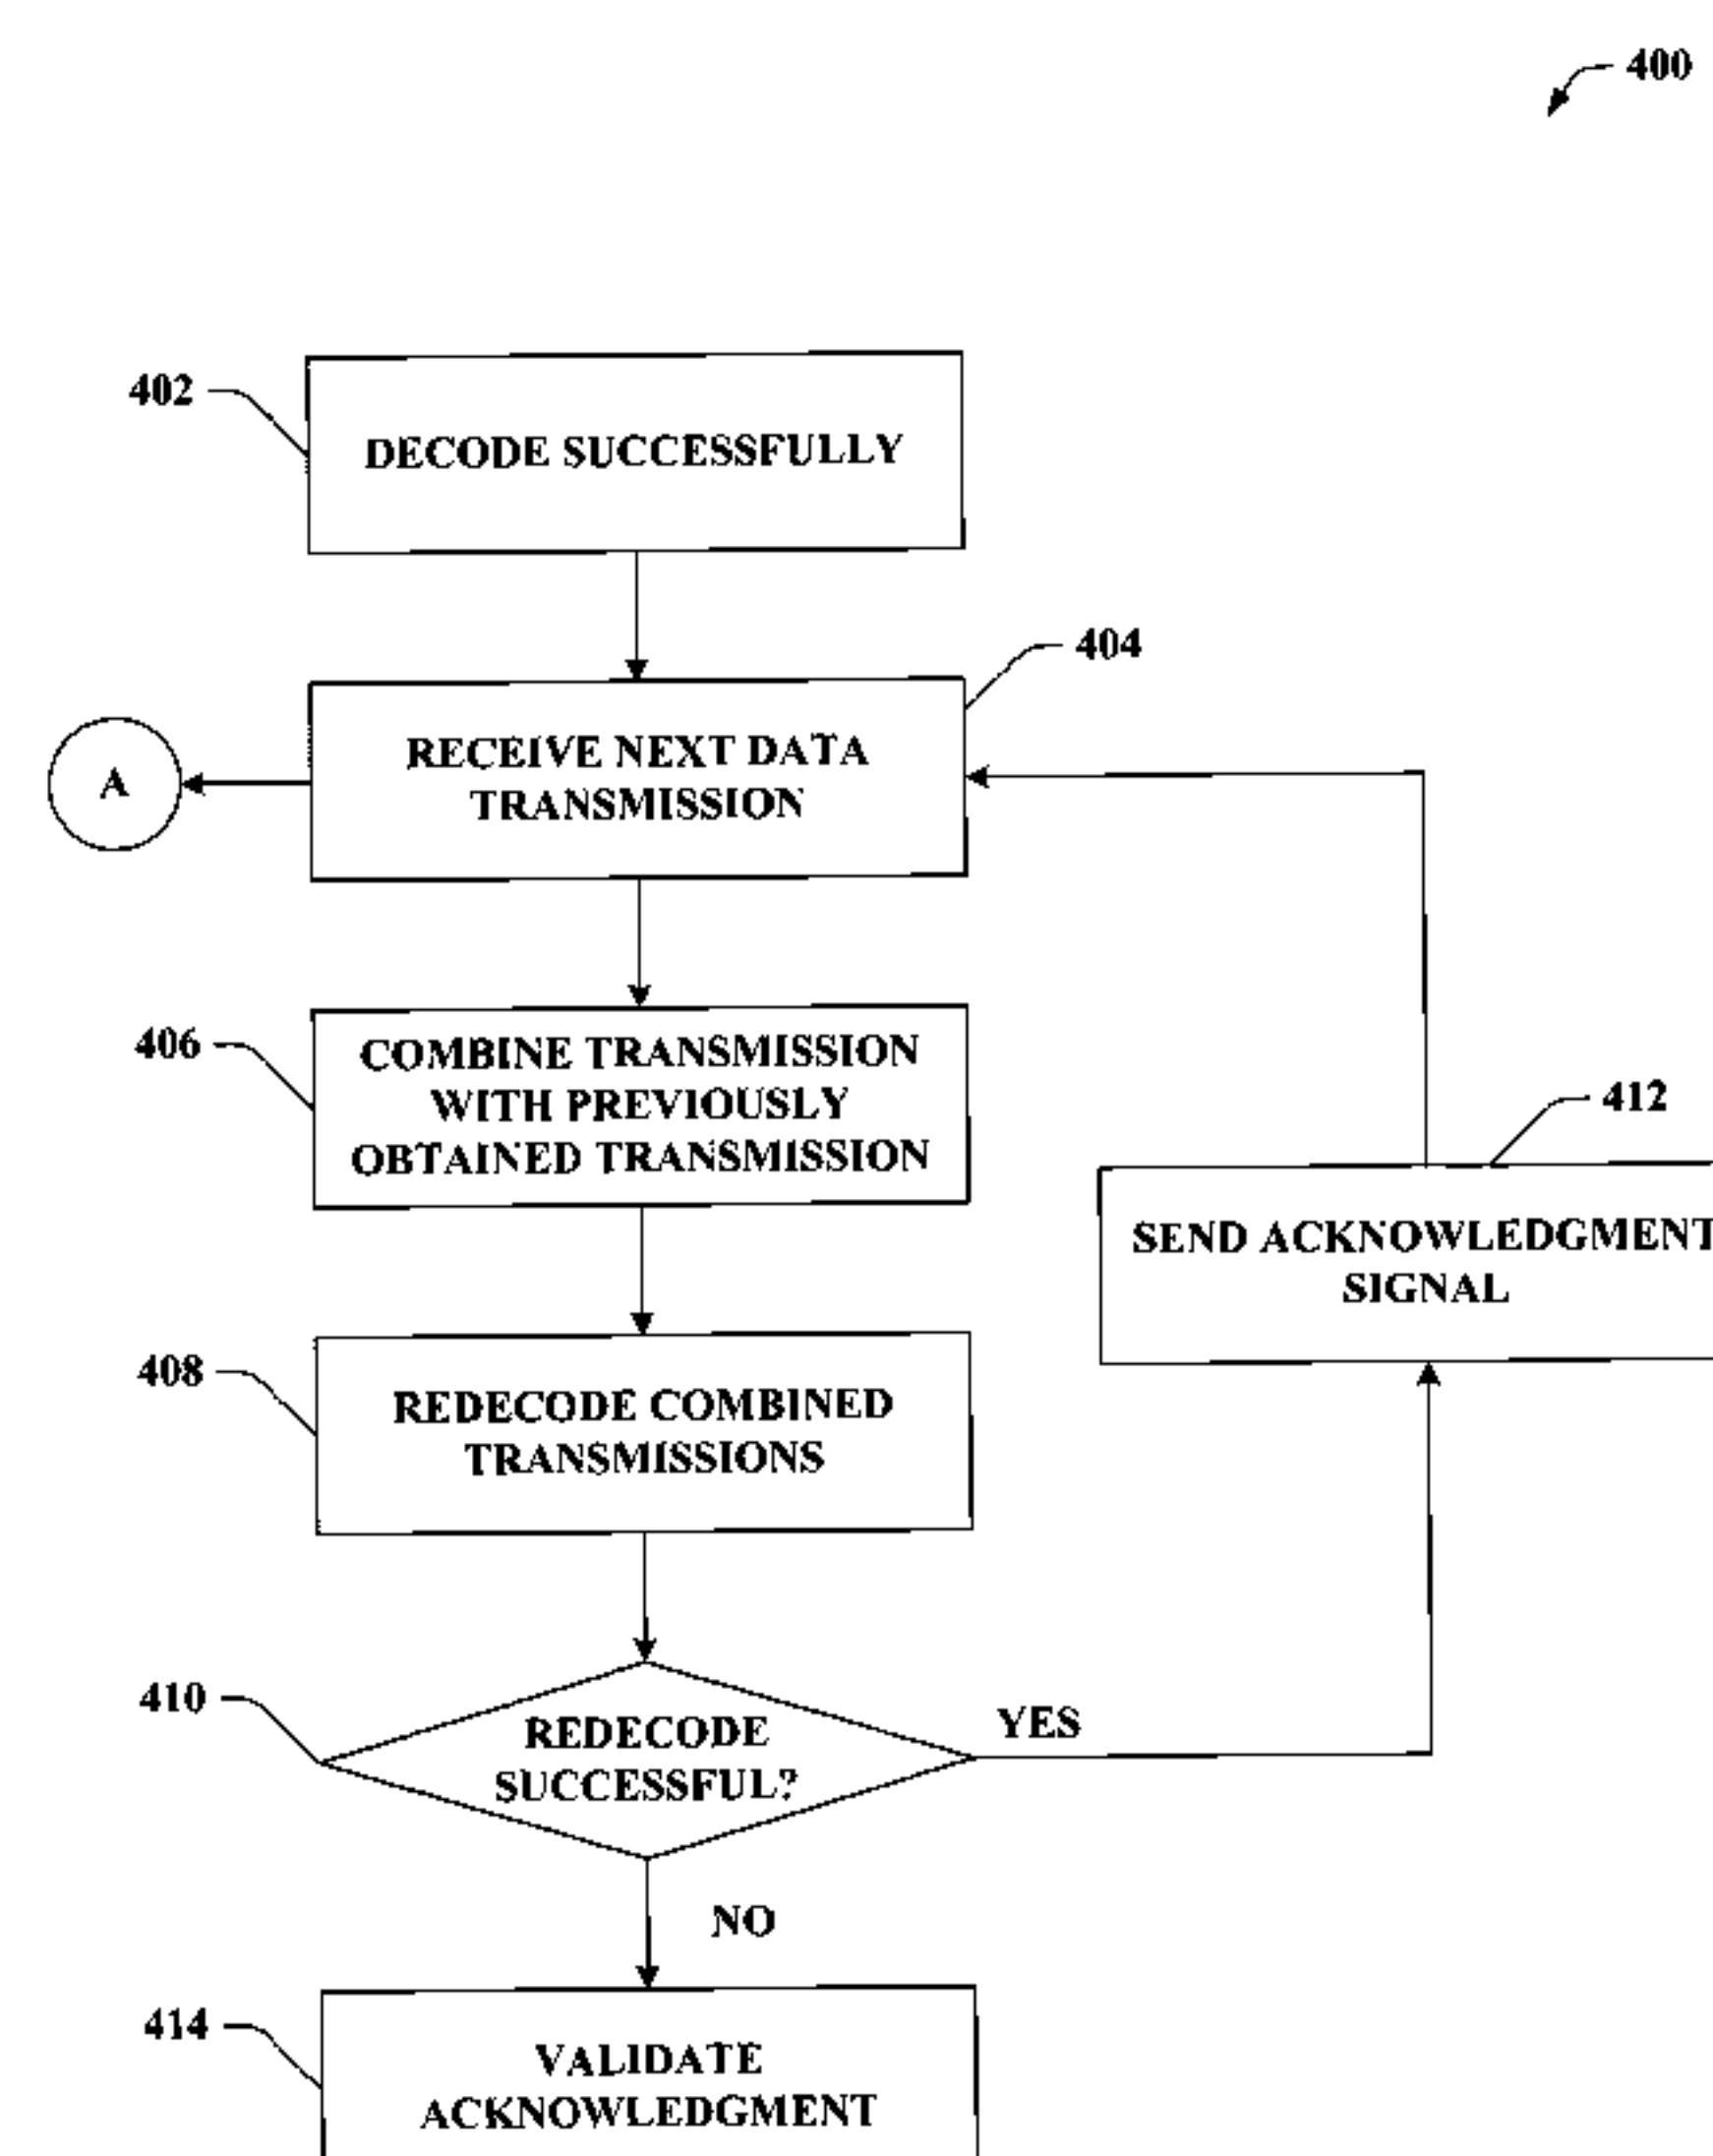 400
402
DECODE SUCCESSFULLY
404
RECEIVE NEXT DATA
TRANSMISSION
A
406
COMBINE TRANSMISSION
WITH PREVIOUSLY
OBTAINED TRANSMISSION
412
SEND ACKNOWLEDGMENT
SIGNAL
408
REDECODE COMBINED
TRANSMISSIONS
410
REDECODE
SUCCESSFUL?
YES
NO
414
VALIDATE
ACKNOWLEDGMENT